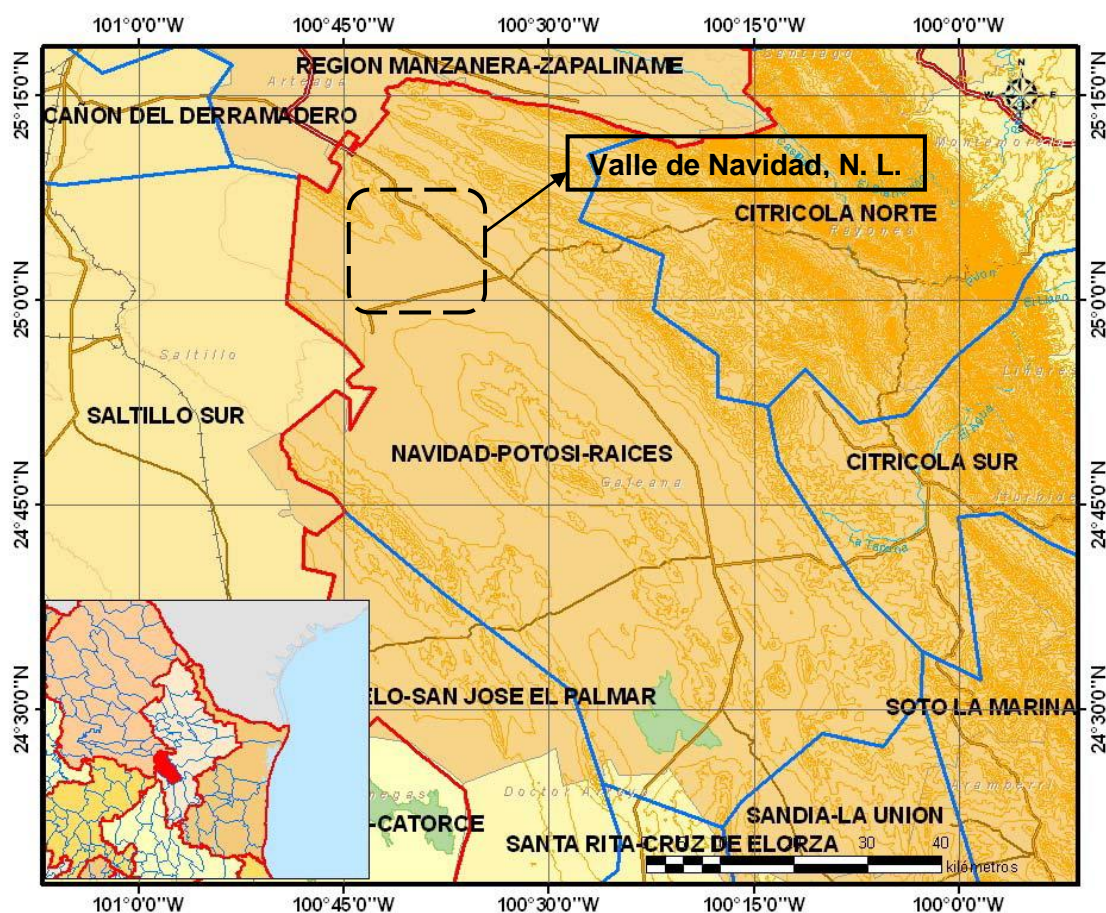 101°0'0"W 100°45'0"W 100°30'0"W 100°15'0"W 100°0'0"W
25°15'0"N 25°15'0"N
25°0'0"N 25°0'0"N
24°45'0"N 24°45'0"N
24°30'0"N 24°30'0"N
Santiago
REGION MANZANERA-ZAPALINAME
Arteaga
N
W E
S
CAÑON DEL DERRAMADERO
Montemorelos
Valle de Navidad, N. L.
CITRICOLA NORTE
Rayones
Saltillo
SALTILLO SUR
NAVIDAD-POTOSI-RAICES
CITRICOLA SUR
Galeana
Iturbide
ELO-SAN JOSE EL PALMAR
SOTO LA MARINA
Doctor Arroyo
Aramberri
-CATORCE
SANDIA-LA UNION
SANTA RITA-CRUZ DE ELORZA
30 40
kilómetros
101°0'0"W 100°45'0"W 100°30'0"W 100°15'0"W 100°0'0"W